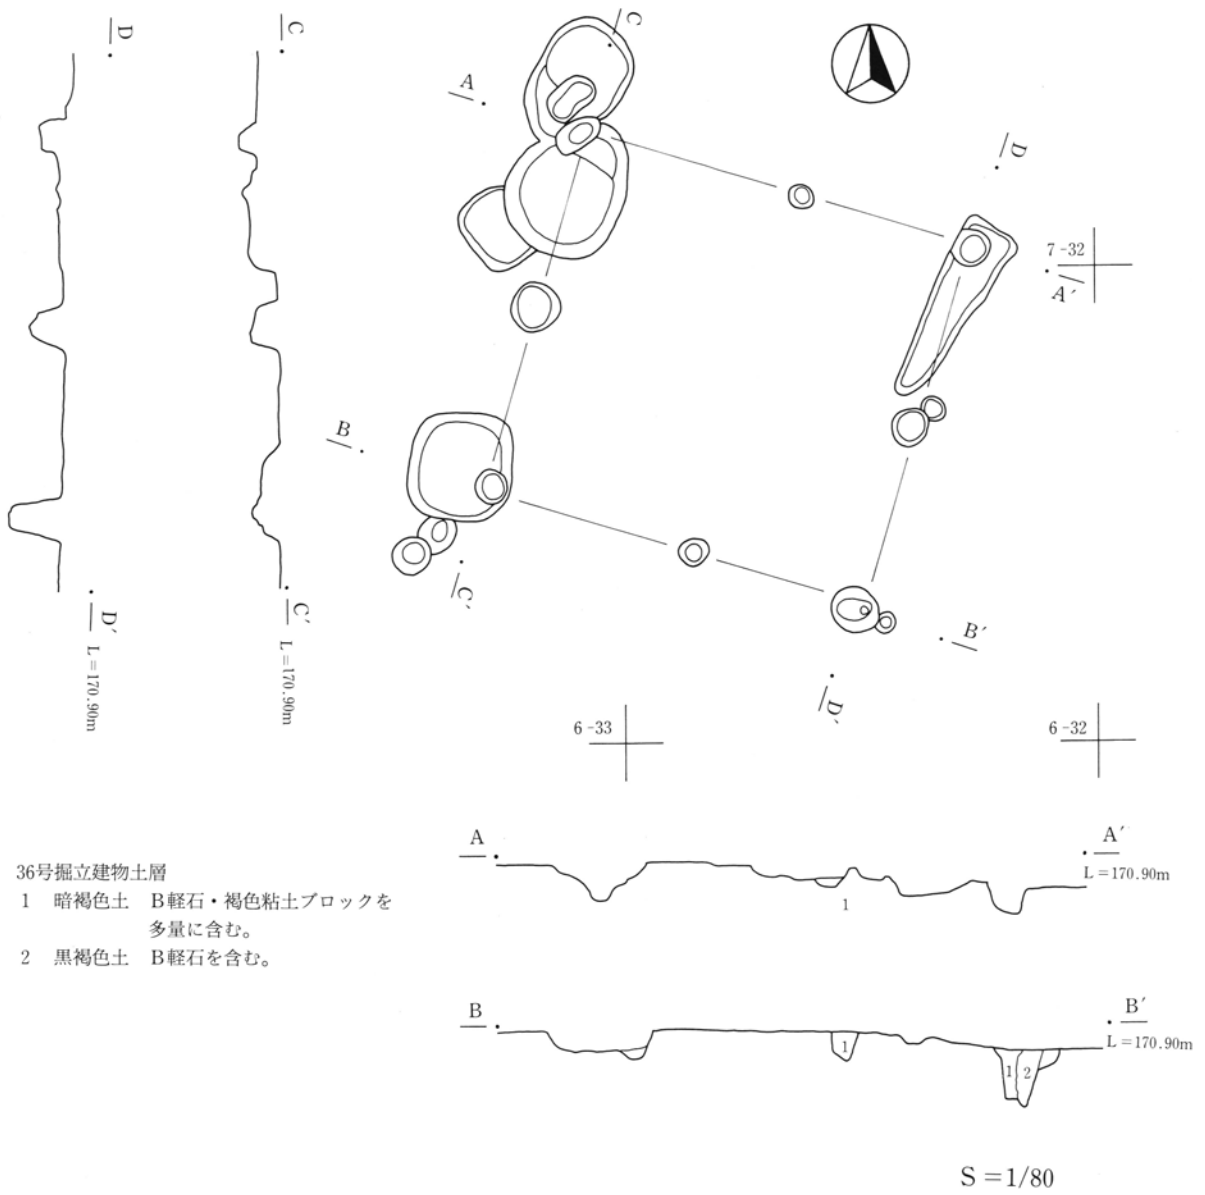 D
C
C
A
D
7-32
A′
B
C′
B′
D′
D′
L=170.90m
C′
L=170.90m
6-33
6-32
A
A′
L=170.90m
1
36号掘立建物土層
1 暗褐色土 B軽石・褐色粘土ブロックを
多量に含む。
2 黒褐色土 B軽石を含む。
B
B′
L=170.90m
1
1 2
S=1/80